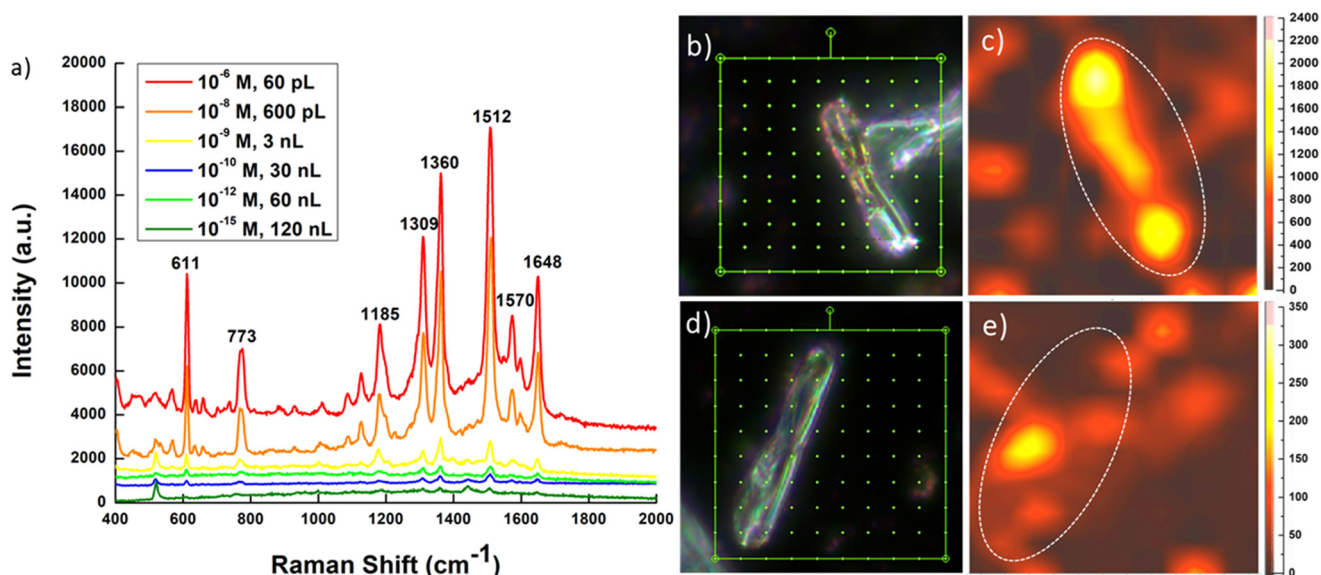 a)
20000
18000
16000
14000
12000
10000
8000
6000
4000
2000
0
Intensity (a.u.)
10⁻⁶ M, 60 pL
10⁻⁸ M, 600 pL
10⁻⁹ M, 3 nL
10⁻¹⁰ M, 30 nL
10⁻¹² M, 60 nL
10⁻¹⁵ M, 120 nL
611
773
1185
1309
1360
1512
1570
1648
400 600 800 1000 1200 1400 1600 1800 2000
Raman Shift (cm⁻¹)
b)
c)
2400
2200
2000
1800
1600
1400
1200
1000
800
600
400
200
0
d)
e)
350
300
250
200
150
100
50
0